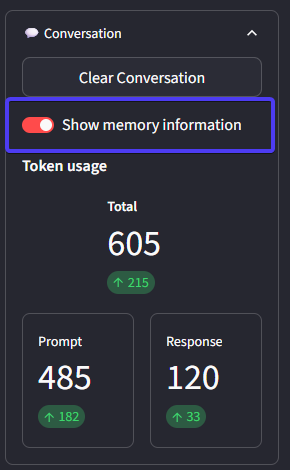 Conversation
Clear Conversation
Show memory information
Token usage
Total
605
↑ 215
Prompt
485
↑ 182
Response
120
↑ 33